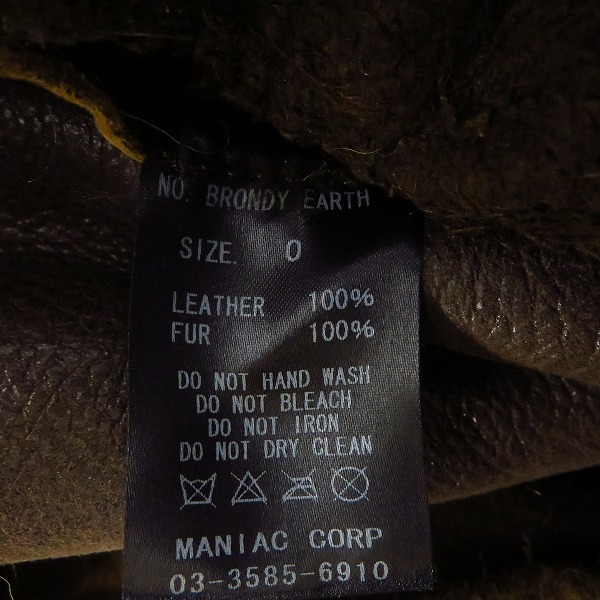 NO. BRONDY EARTH
SIZE. 0
LEATHER 100%
FUR 100%
DO NOT HAND WASH
DO NOT BLEACH
DO NOT IRON
DO NOT DRY CLEAN
MANIAC CORP
03-3585-6910